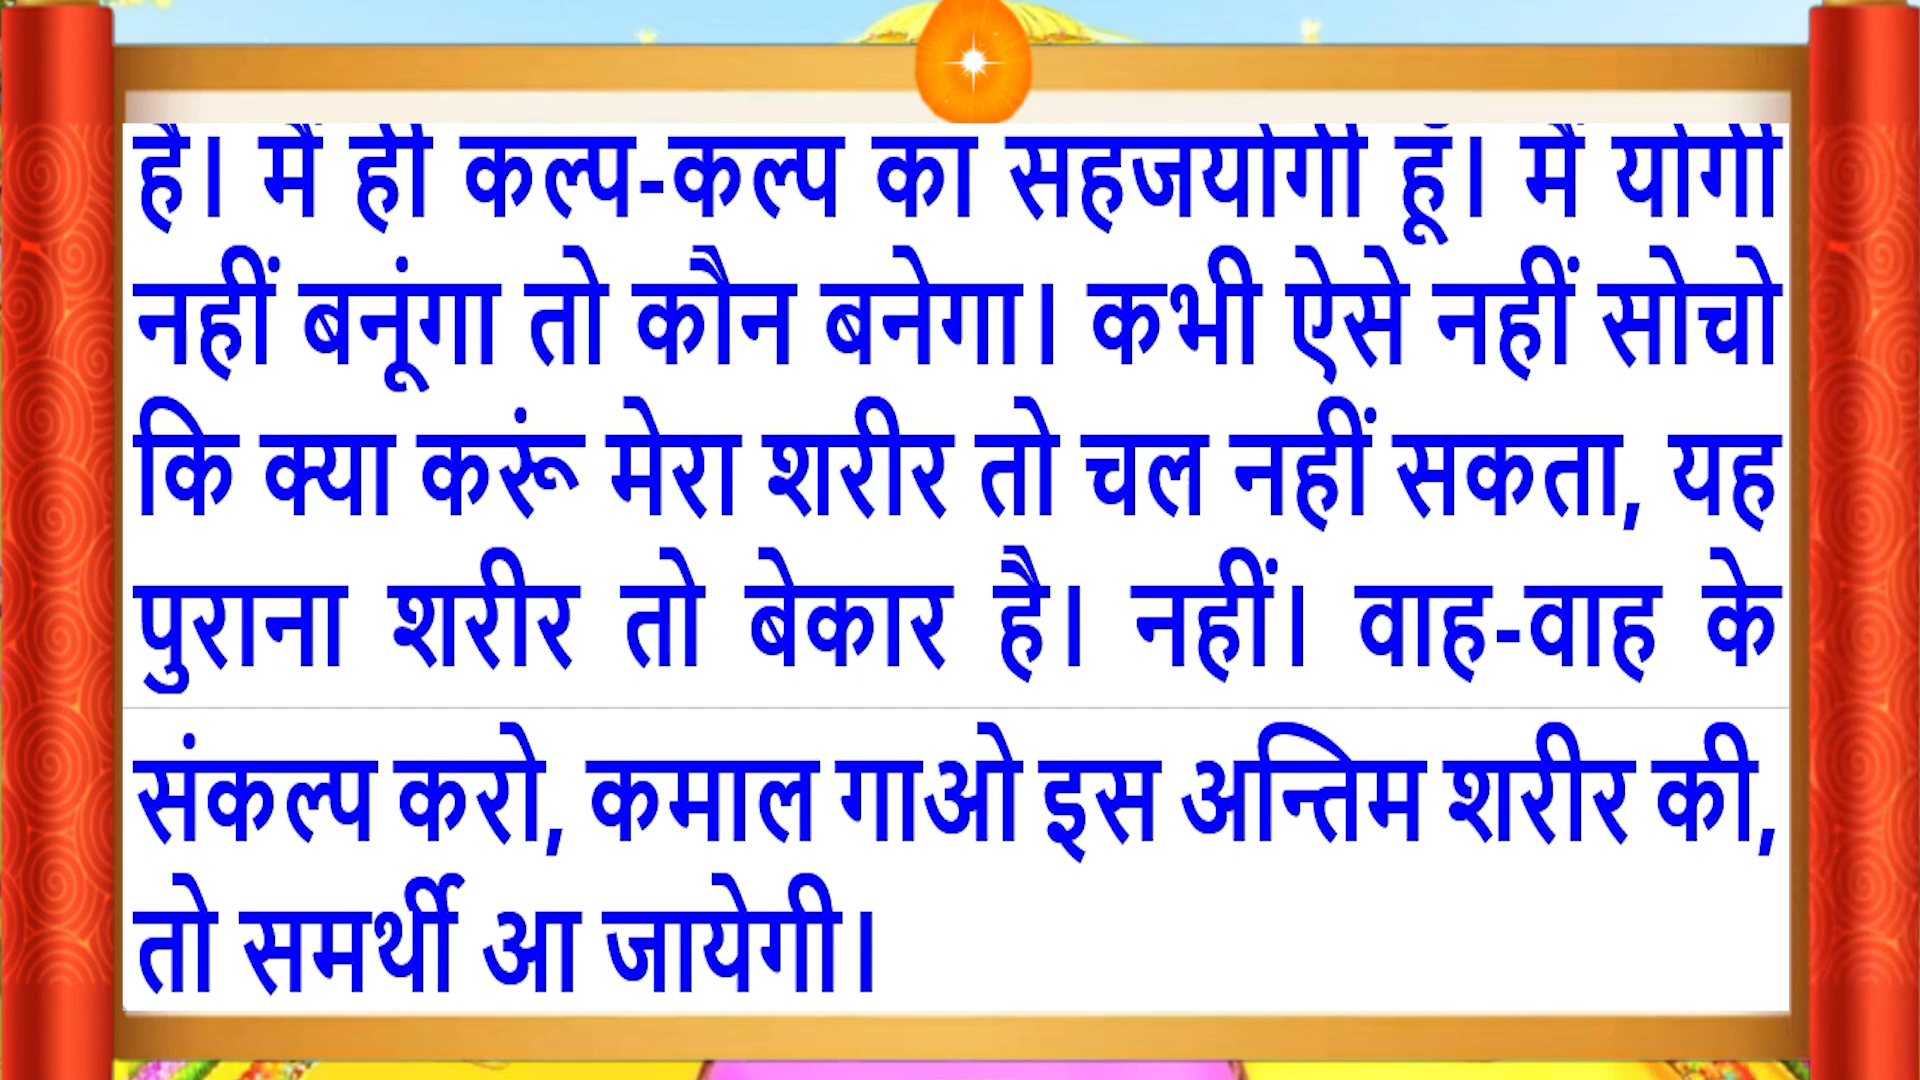 है। मैं ही कल्प-कल्प का सहजयोगी हूँ। मैं योगी
नहीं बनूंगा तो कौन बनेगा। कभी ऐसे नहीं सोचो
कि क्या करूं मेरा शरीर तो चल नहीं सकता, यह
पुराना शरीर तो बेकार है। नहीं। वाह-वाह के
संकल्प करो, कमाल गाओ इस अन्तिम शरीर की,
तो समर्थी आ जायेगी।